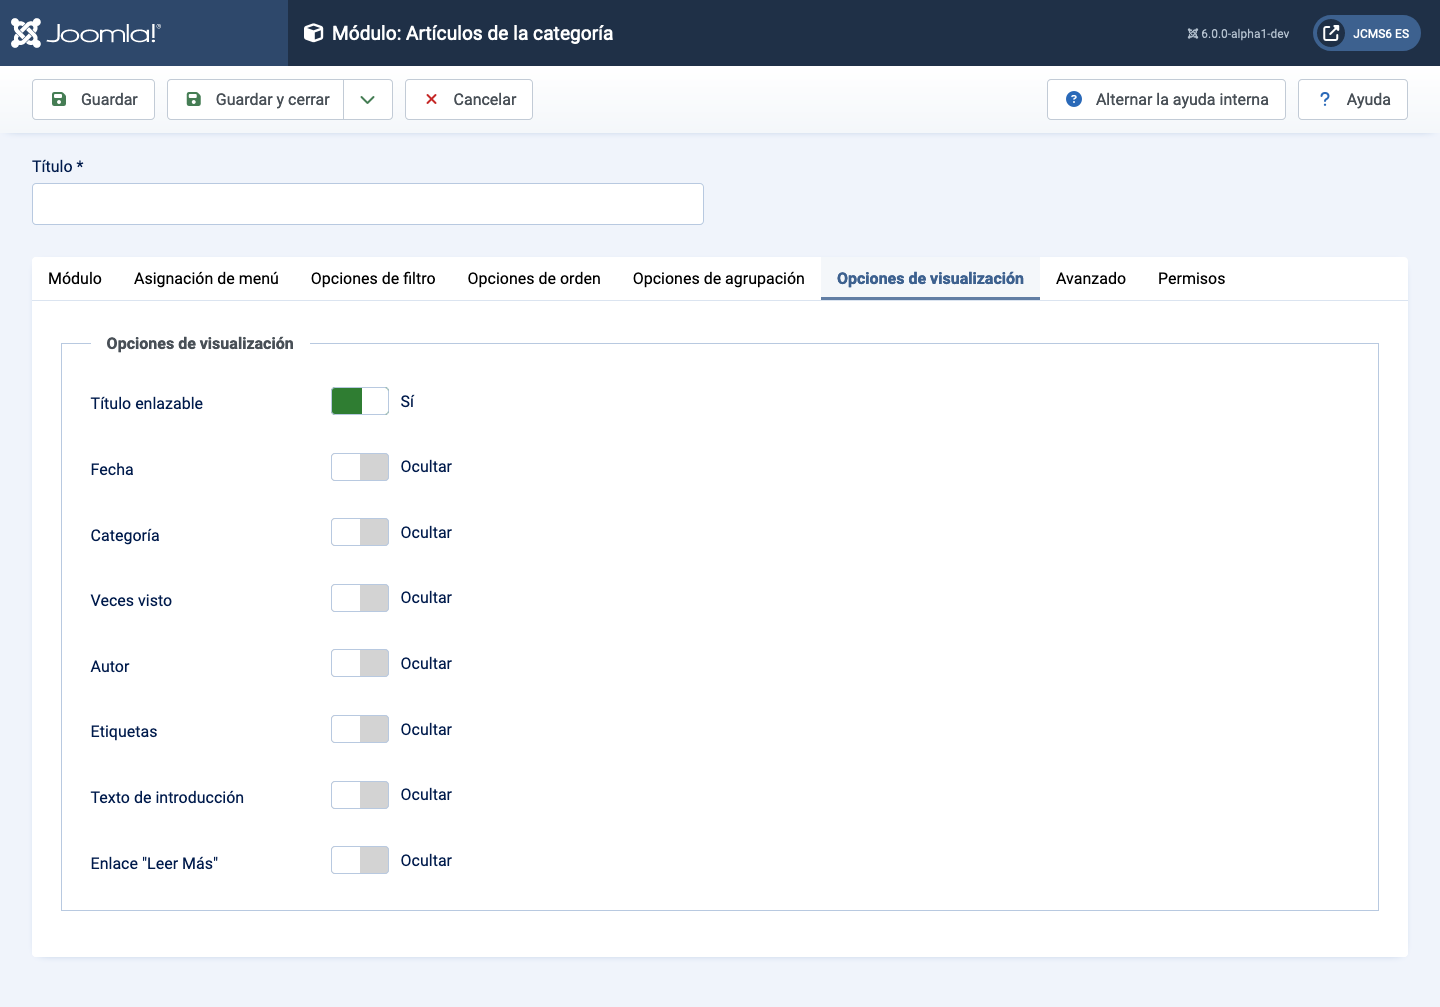 Joomla!®
Módulo: Artículos de la categoría
6.0.0-alpha1-dev
JCMS6 ES
Guardar
Guardar y cerrar
Cancelar
Alternar la ayuda interna
? Ayuda
Título *
Módulo Asignación de menú Opciones de filtro Opciones de orden Opciones de agrupación Opciones de visualización Avanzado Permisos
Opciones de visualización
Título enlazable Sí
Fecha Ocultar
Categoría Ocultar
Veces visto Ocultar
Autor Ocultar
Etiquetas Ocultar
Texto de introducción Ocultar
Enlace "Leer Más" Ocultar